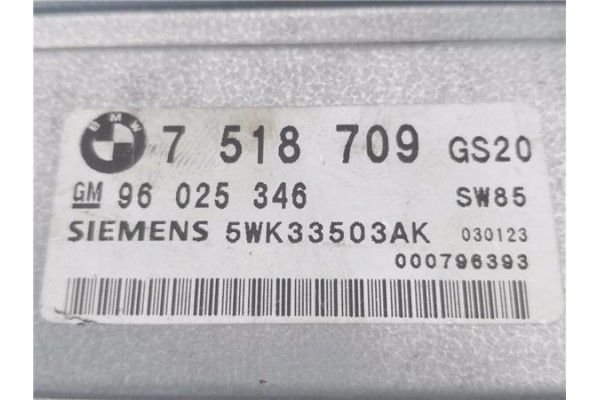 BMW 7 518 709 GS20
GM 96 025 346 SW85
SIEMENS 5WK33503AK 030123
000796393